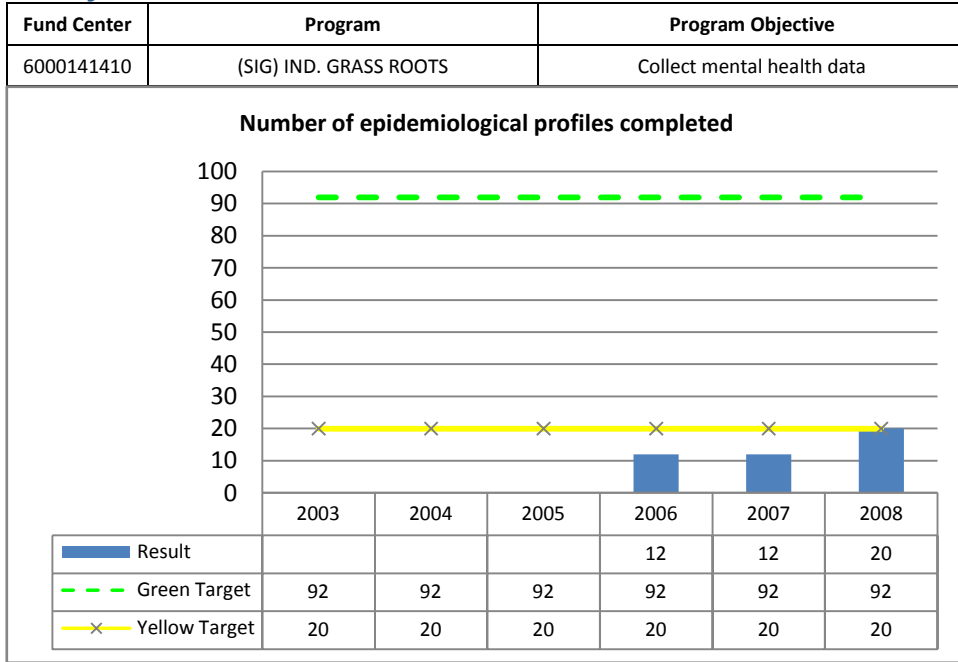 Fund Center Program Program Objective
6000141410 (SIG) IND. GRASS ROOTS Collect mental health data
Number of epidemiological profiles completed
100
90
80
70
60
50
40
30
20
10
0
2003 2004 2005 2006 2007 2008
Result 12 12 20
Green Target 92 92 92 92 92 92
Yellow Target 20 20 20 20 20 20